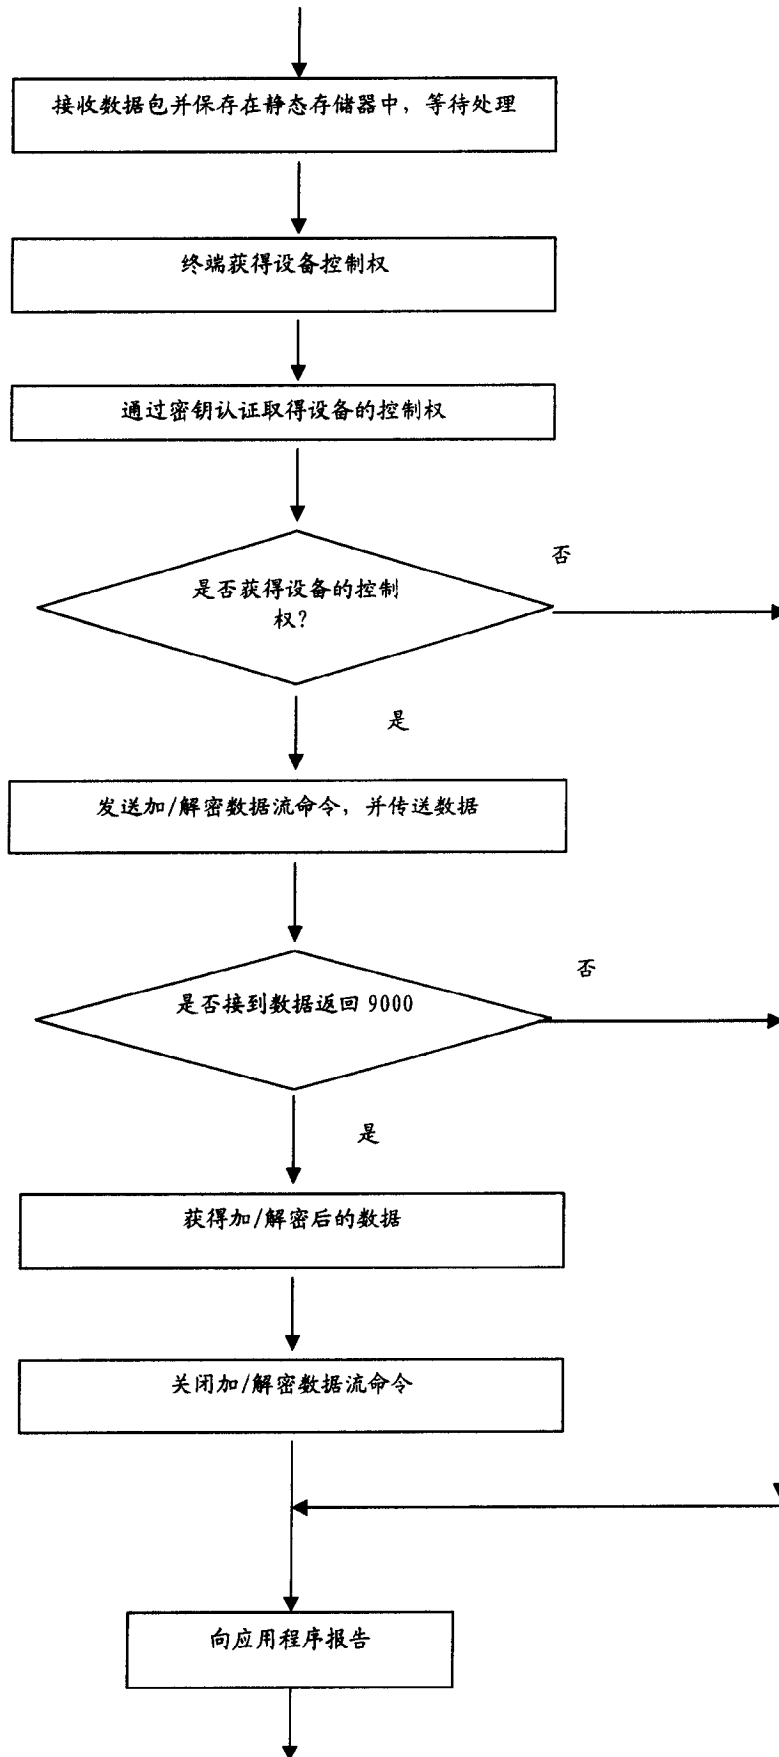 接收数据包并保存在静态存储器中，等待处理
终端获得设备控制权
通过密钥认证取得设备的控制权
否
是否获得设备的控制
权？
是
发送加/解密数据流命令，并传送数据
否
是否接到数据返回 9000
是
获得加/解密后的数据
关闭加/解密数据流命令
向应用程序报告